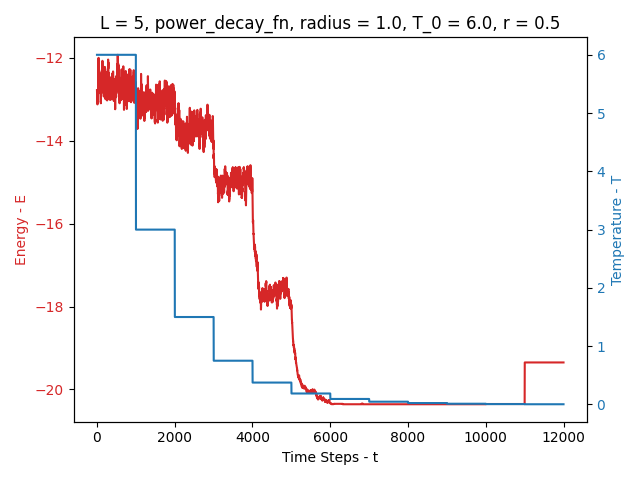 L = 5, power_decay_fn, radius = 1.0, T_0 = 6.0, r = 0.5
−12
−14
−16
−18
−20
Energy - E
6
5
4
3
2
1
0
Temperature - T
0 2000 4000 6000 8000 10000 12000
Time Steps - t